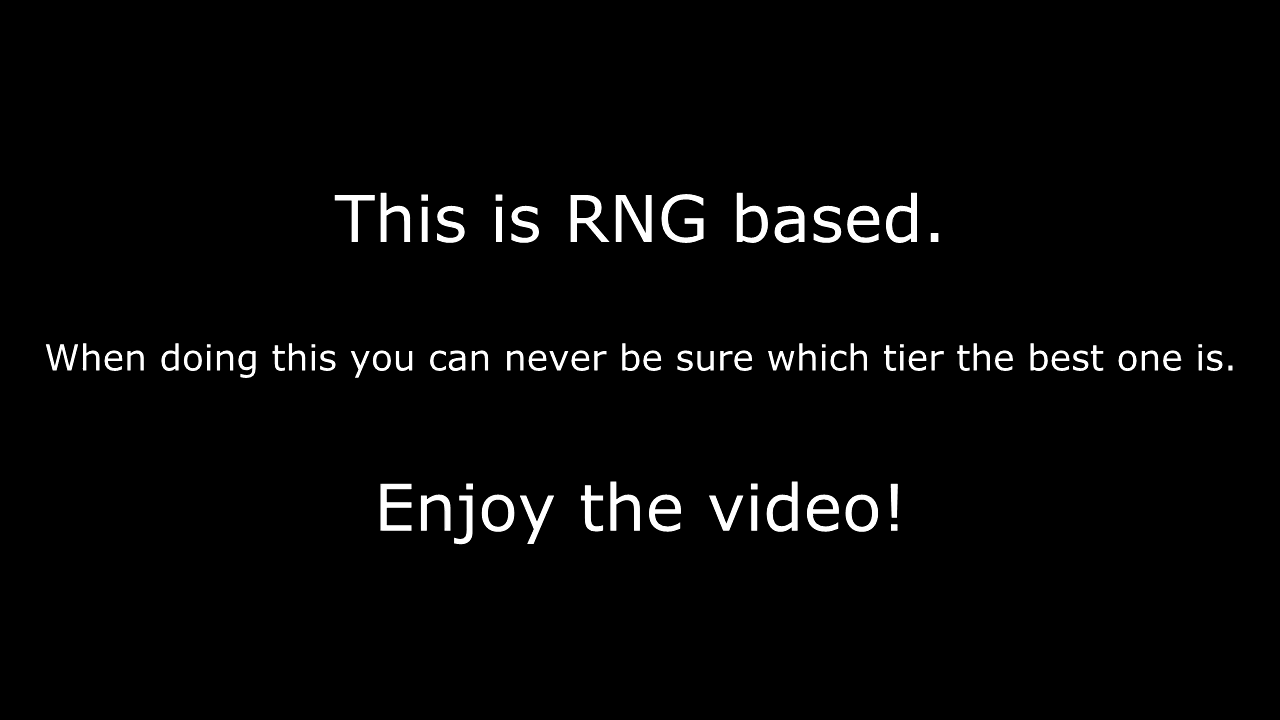 This is RNG based.
When doing this you can never be sure which tier the best one is.
Enjoy the video!